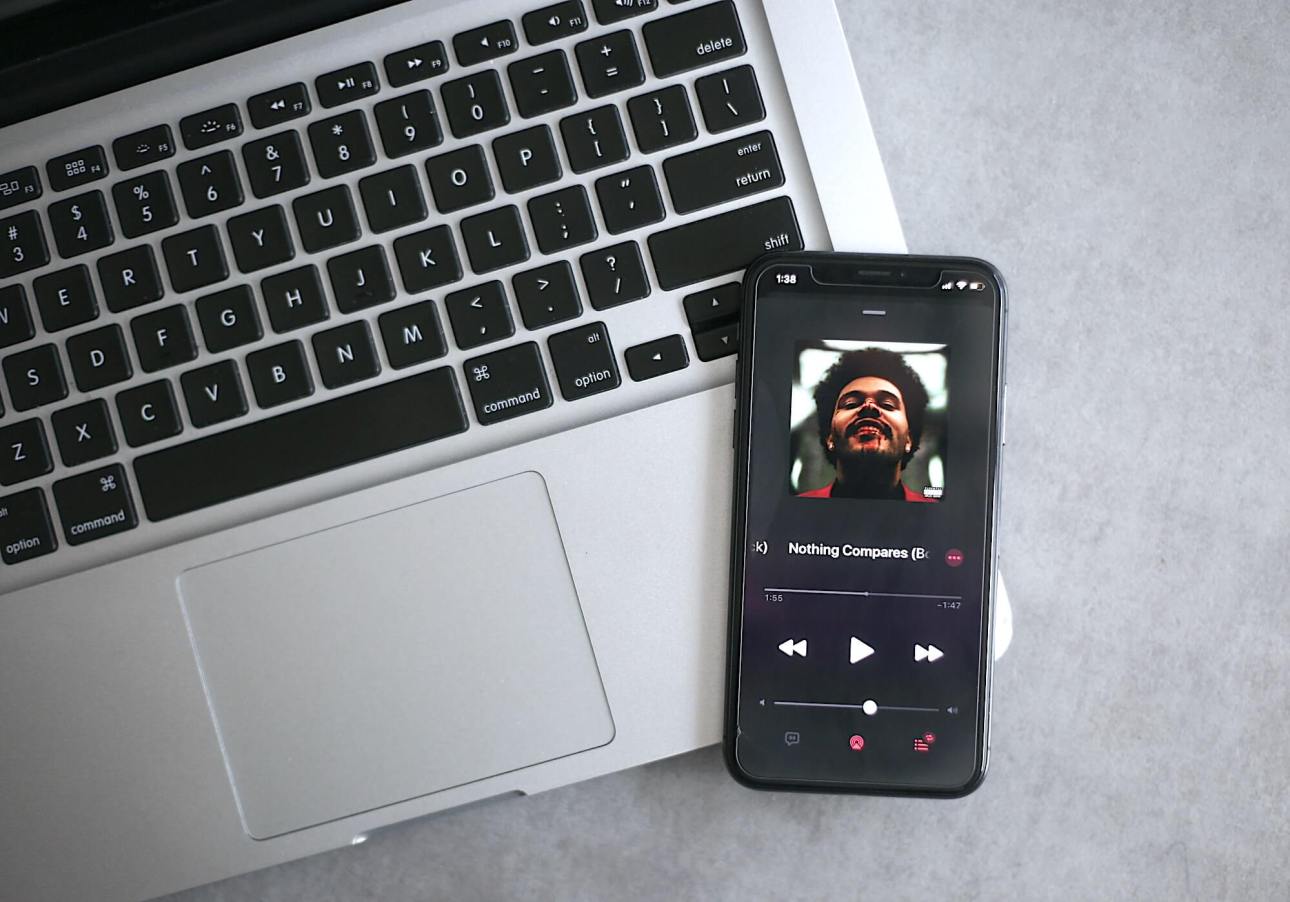 F3 F4 F5 F6 F7 F8 F9 F10 F11 F12
# $ % ^ & * ( ) - + delete
3 4 5 6 7 8 9 0 - =
E R T Y U I O P { } |
[ ] \
enter
return
S D F G H J K L : "
; '
shift
Z X C V B N M < > ?
, . /
alt
option
command
command
alt
option
1:38
k) Nothing Compares (B
1:55 -1:47